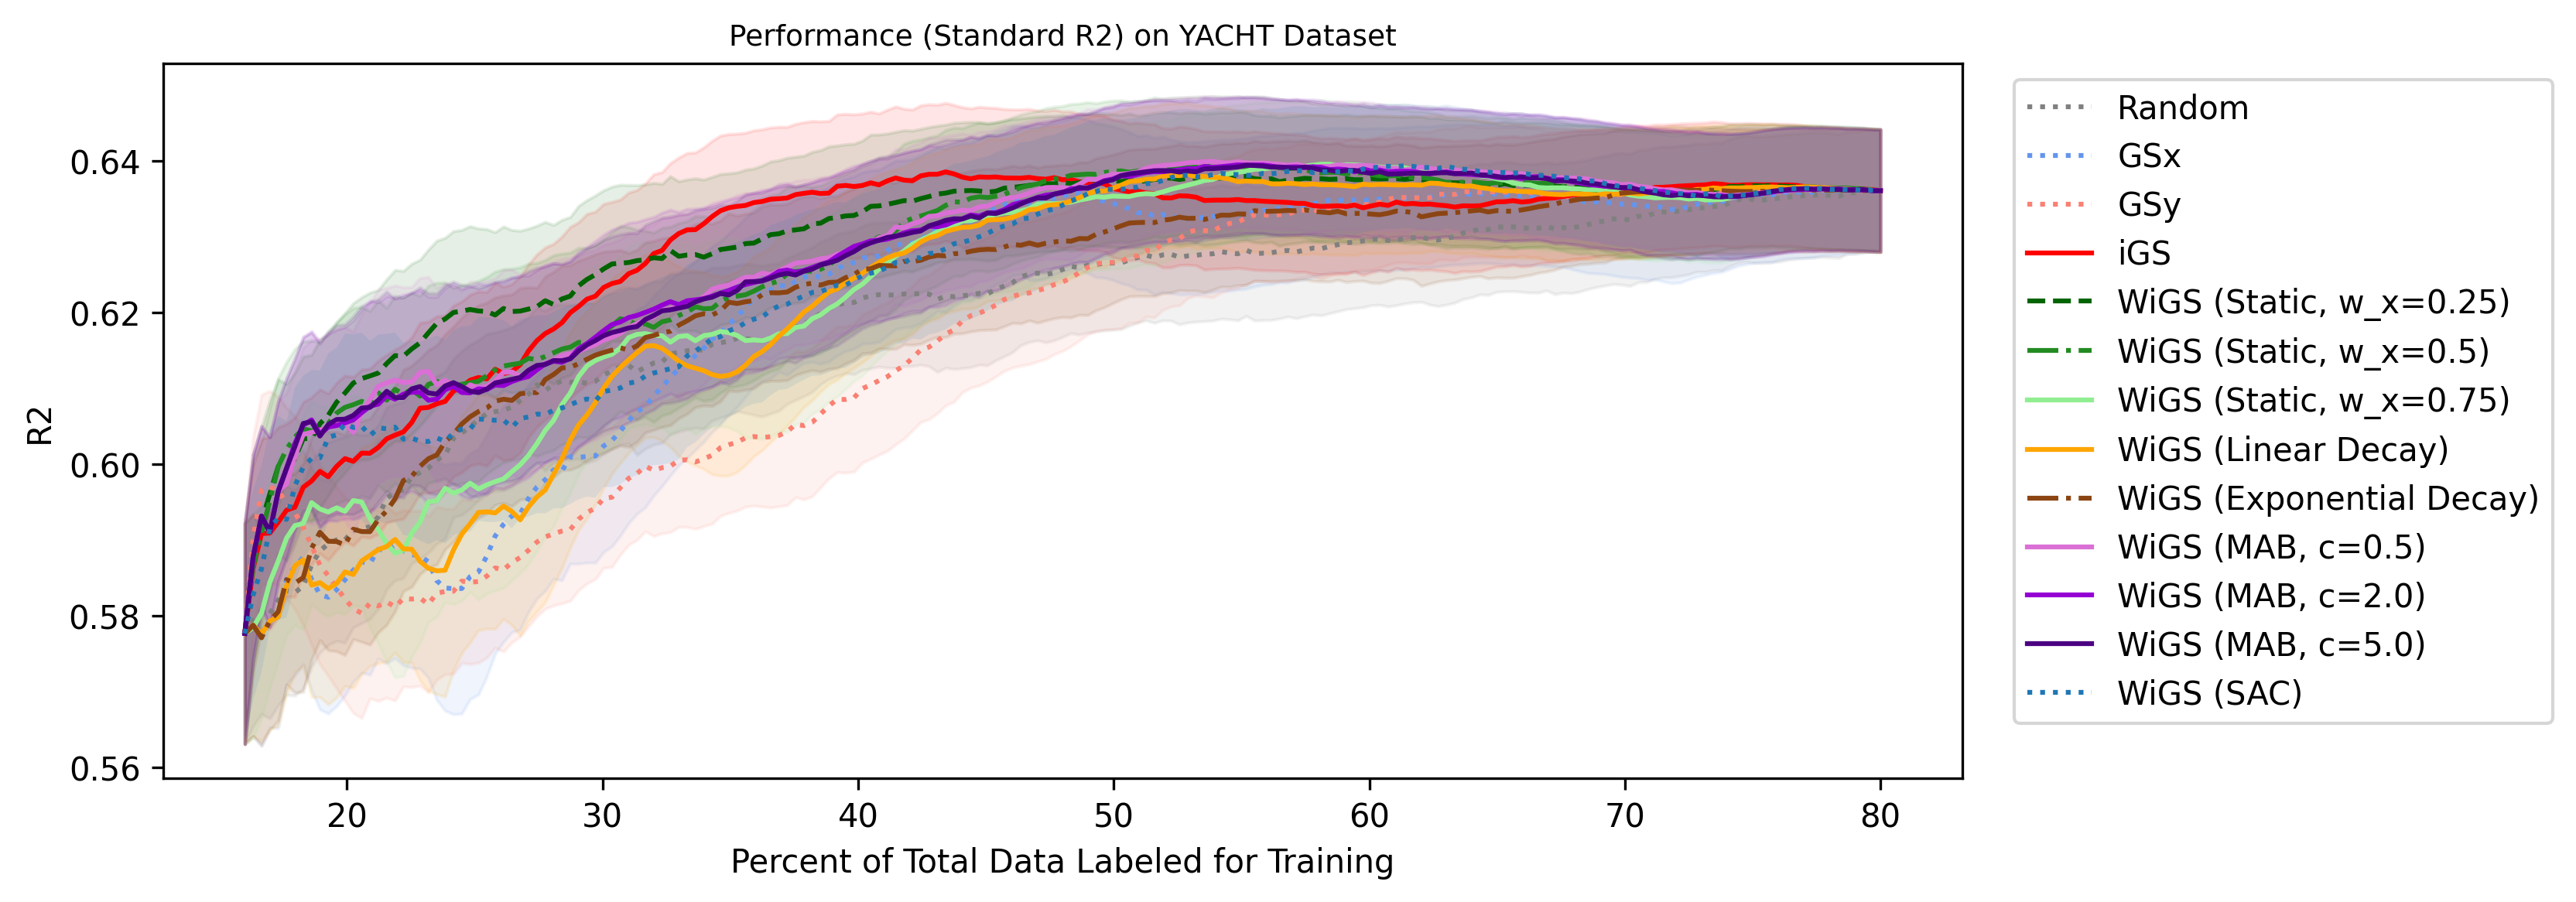 Performance (Standard R2) on YACHT Dataset
R2
0.64
0.62
0.60
0.58
0.56
20 30 40 50 60 70 80
Percent of Total Data Labeled for Training
Random
GSx
GSy
iGS
WiGS (Static, w_x=0.25)
WiGS (Static, w_x=0.5)
WiGS (Static, w_x=0.75)
WiGS (Linear Decay)
WiGS (Exponential Decay)
WiGS (MAB, c=0.5)
WiGS (MAB, c=2.0)
WiGS (MAB, c=5.0)
WiGS (SAC)